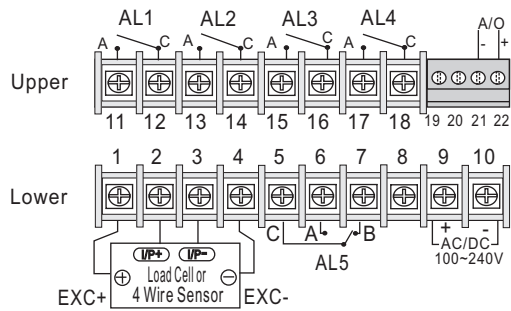 AL1 AL2 AL3 AL4 A/O
A C A C A C A C - +
Upper
11 12 13 14 15 16 17 18 19 20 21 22
1 2 3 4 5 6 7 8 9 10
Lower
I/P+ I/P-
C A B + -
AC/DC
100~240V
AL5
+ Load Cell or -
4 Wire Sensor
EXC+ EXC-